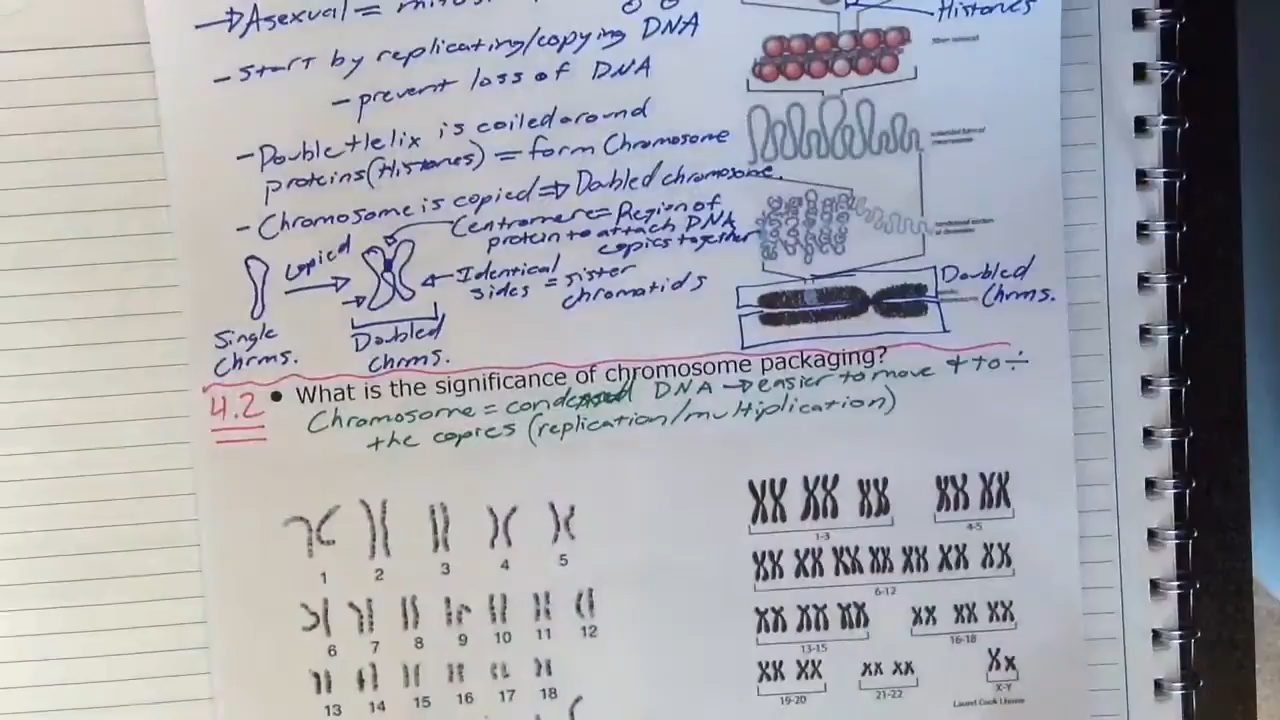 → Asexual =
Histones
- start by replicating/copying DNA
- prevent loss of DNA
- Double Helix is coiled around
proteins (Histones) = form Chromosome
- Chromosome is copied ⇒ Doubled chromosome.
Centromere = Region of
protein to attach DNA
copies together
copied
Identical = sister
sides chromatids
Single
Chrms.
Doubled
Chrms.
Doubled
Chrms.
4.2 • What is the significance of chromosome packaging?
Chromosome = condensed DNA → easier to move & to ÷
the copies (replication/multiplication)
1 2 3 4 5
6 7 8 9 10 11 12
13 14 15 16 17 18
1-3 4-5
6-12
13-15 16-18
19-20 21-22 X-Y